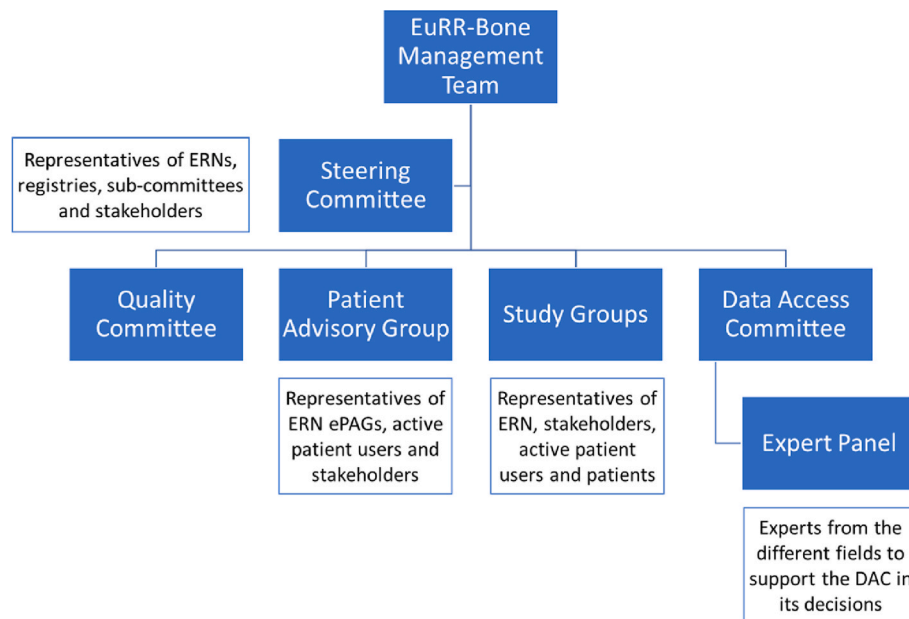 EuRR-Bone
Management
Team
Representatives of ERNs,
registries, sub-committees
and stakeholders
Steering
Committee
Quality
Committee
Patient
Advisory Group
Study Groups
Data Access
Committee
Representatives of
ERN ePAGs, active
patient users and
stakeholders
Representatives of
ERN, stakeholders,
active patient
users and patients
Expert Panel
Experts from the
different fields to
support the DAC in
its decisions